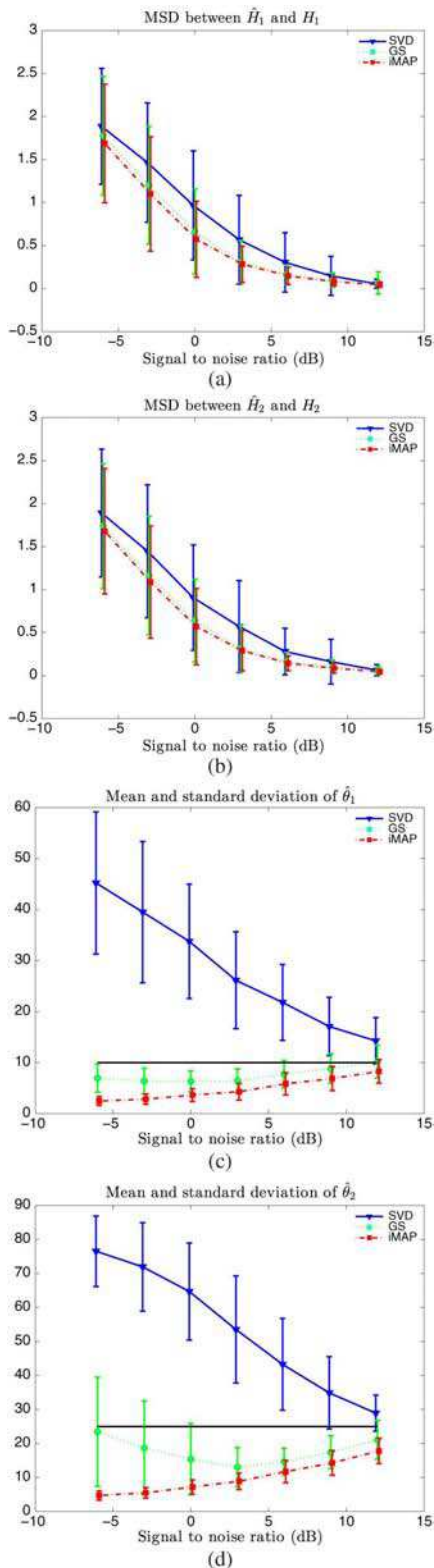 MSD between Ĥ₁ and H₁
SVD
GS
iMAP
3
2.5
2
1.5
1
0.5
0
−0.5
−10 −5 0 5 10 15
Signal to noise ratio (dB)
(a)
MSD between Ĥ₂ and H₂
SVD
GS
iMAP
3
2.5
2
1.5
1
0.5
0
−0.5
−10 −5 0 5 10 15
Signal to noise ratio (dB)
(b)
Mean and standard deviation of θ̂₁
SVD
GS
iMAP
60
50
40
30
20
10
0
−10 −5 0 5 10 15
Signal to noise ratio (dB)
(c)
Mean and standard deviation of θ̂₂
SVD
GS
iMAP
90
80
70
60
50
40
30
20
10
0
−10 −5 0 5 10 15
Signal to noise ratio (dB)
(d)